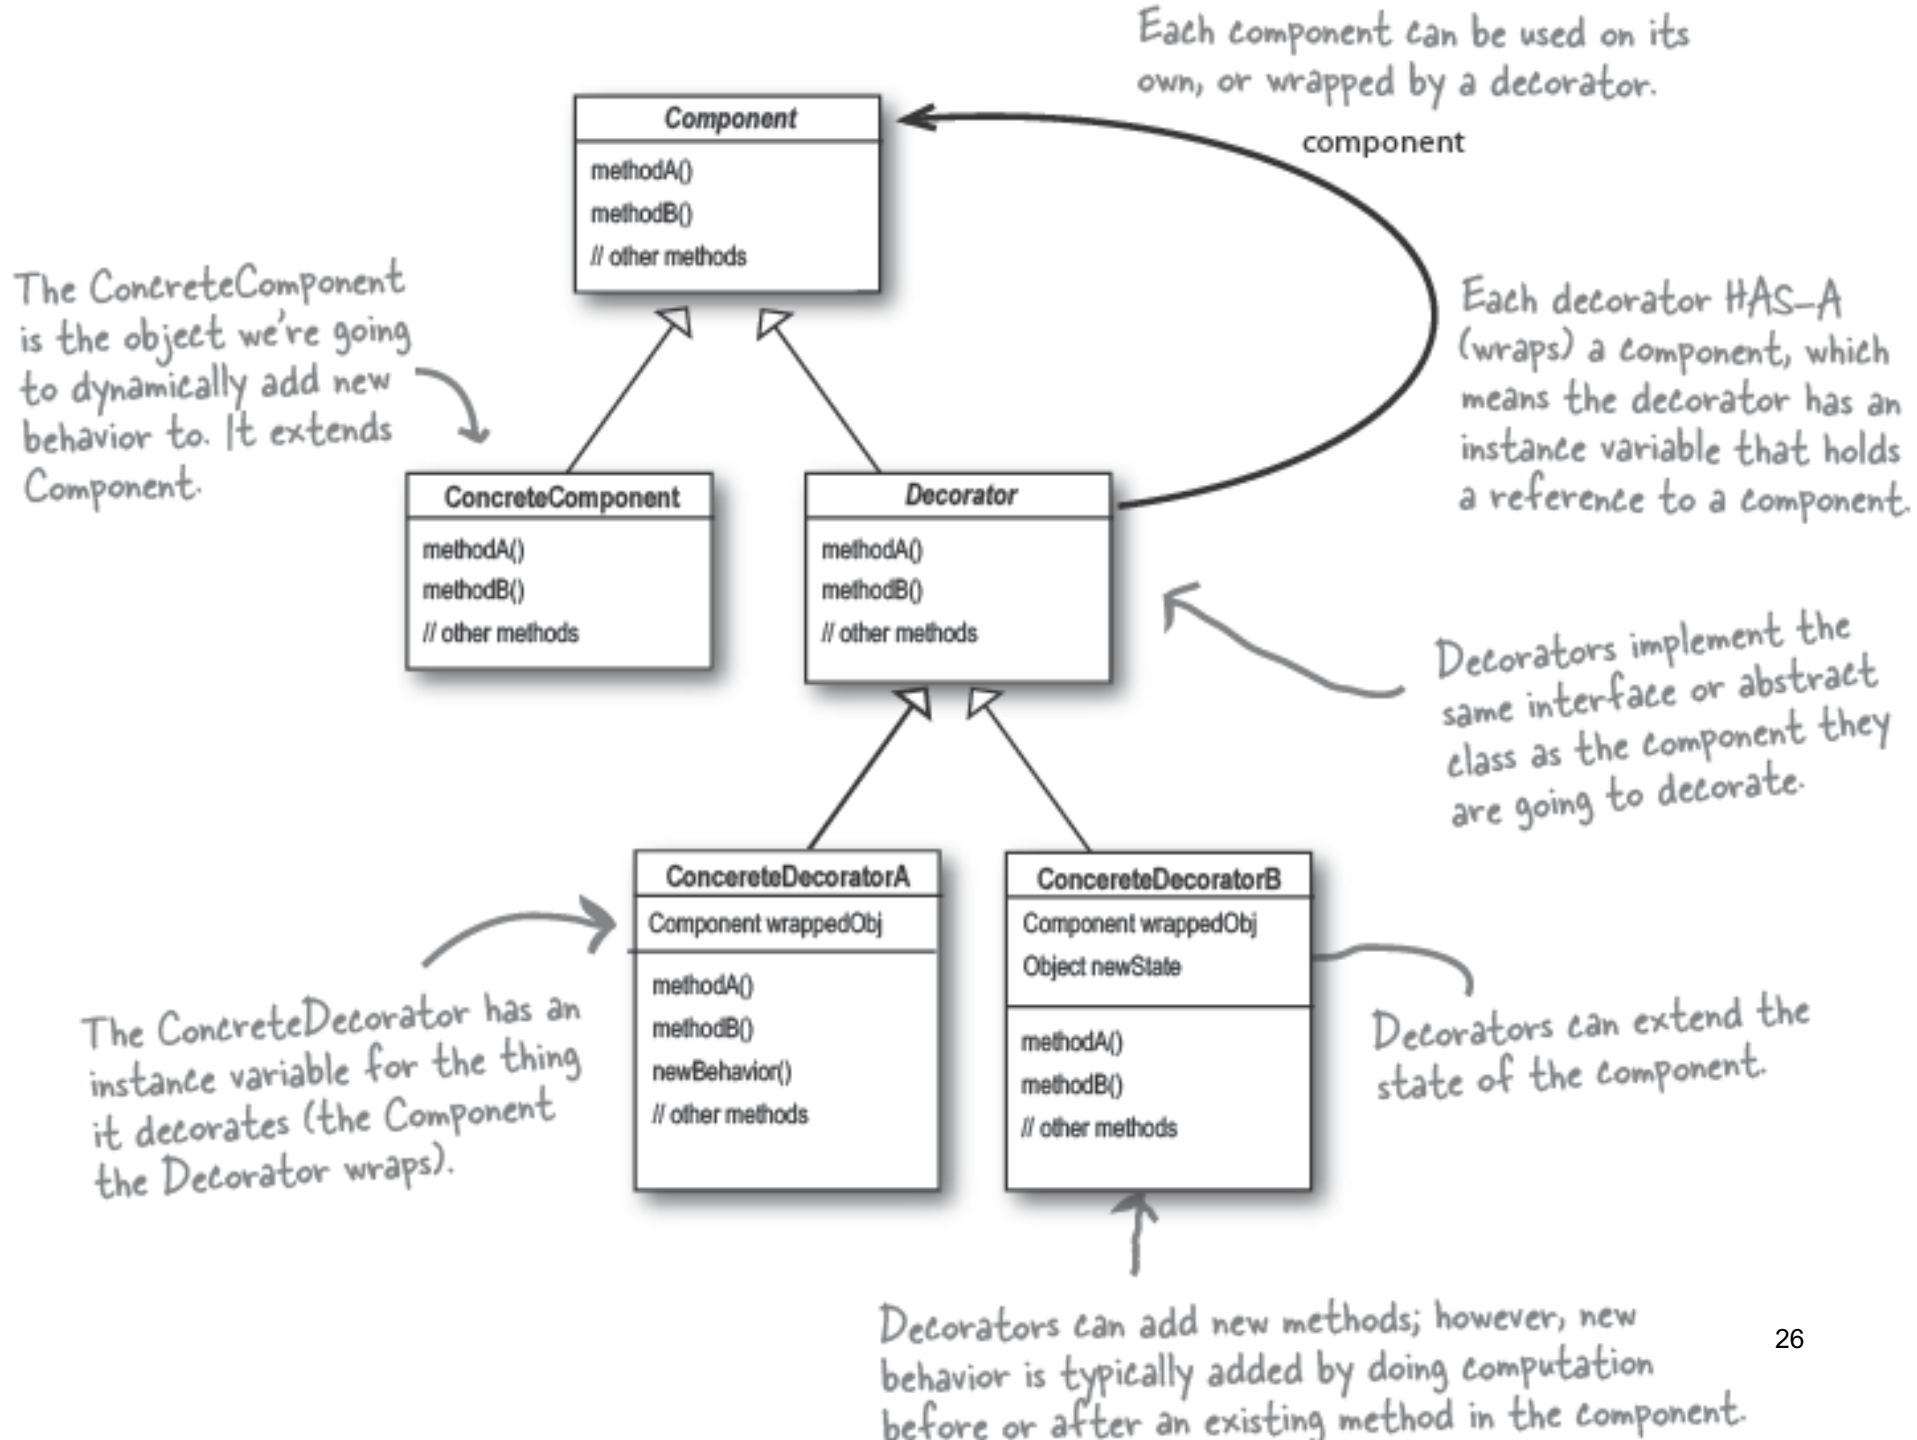 Each component can be used on its
own, or wrapped by a decorator.
component
Component
methodA()
methodB()
// other methods
The ConcreteComponent
is the object we're going
to dynamically add new
behavior to. It extends
Component.
Each decorator HAS-A
(wraps) a component, which
means the decorator has an
instance variable that holds
a reference to a component.
ConcreteComponent
methodA()
methodB()
// other methods
Decorator
methodA()
methodB()
// other methods
Decorators implement the
same interface or abstract
class as the component they
are going to decorate.
ConcereteDecoratorA
Component wrappedObj
methodA()
methodB()
newBehavior()
// other methods
ConcereteDecoratorB
Component wrappedObj
Object newState
methodA()
methodB()
// other methods
The ConcreteDecorator has an
instance variable for the thing
it decorates (the Component
the Decorator wraps).
Decorators can extend the
state of the component.
Decorators can add new methods; however, new
behavior is typically added by doing computation
before or after an existing method in the component.
26